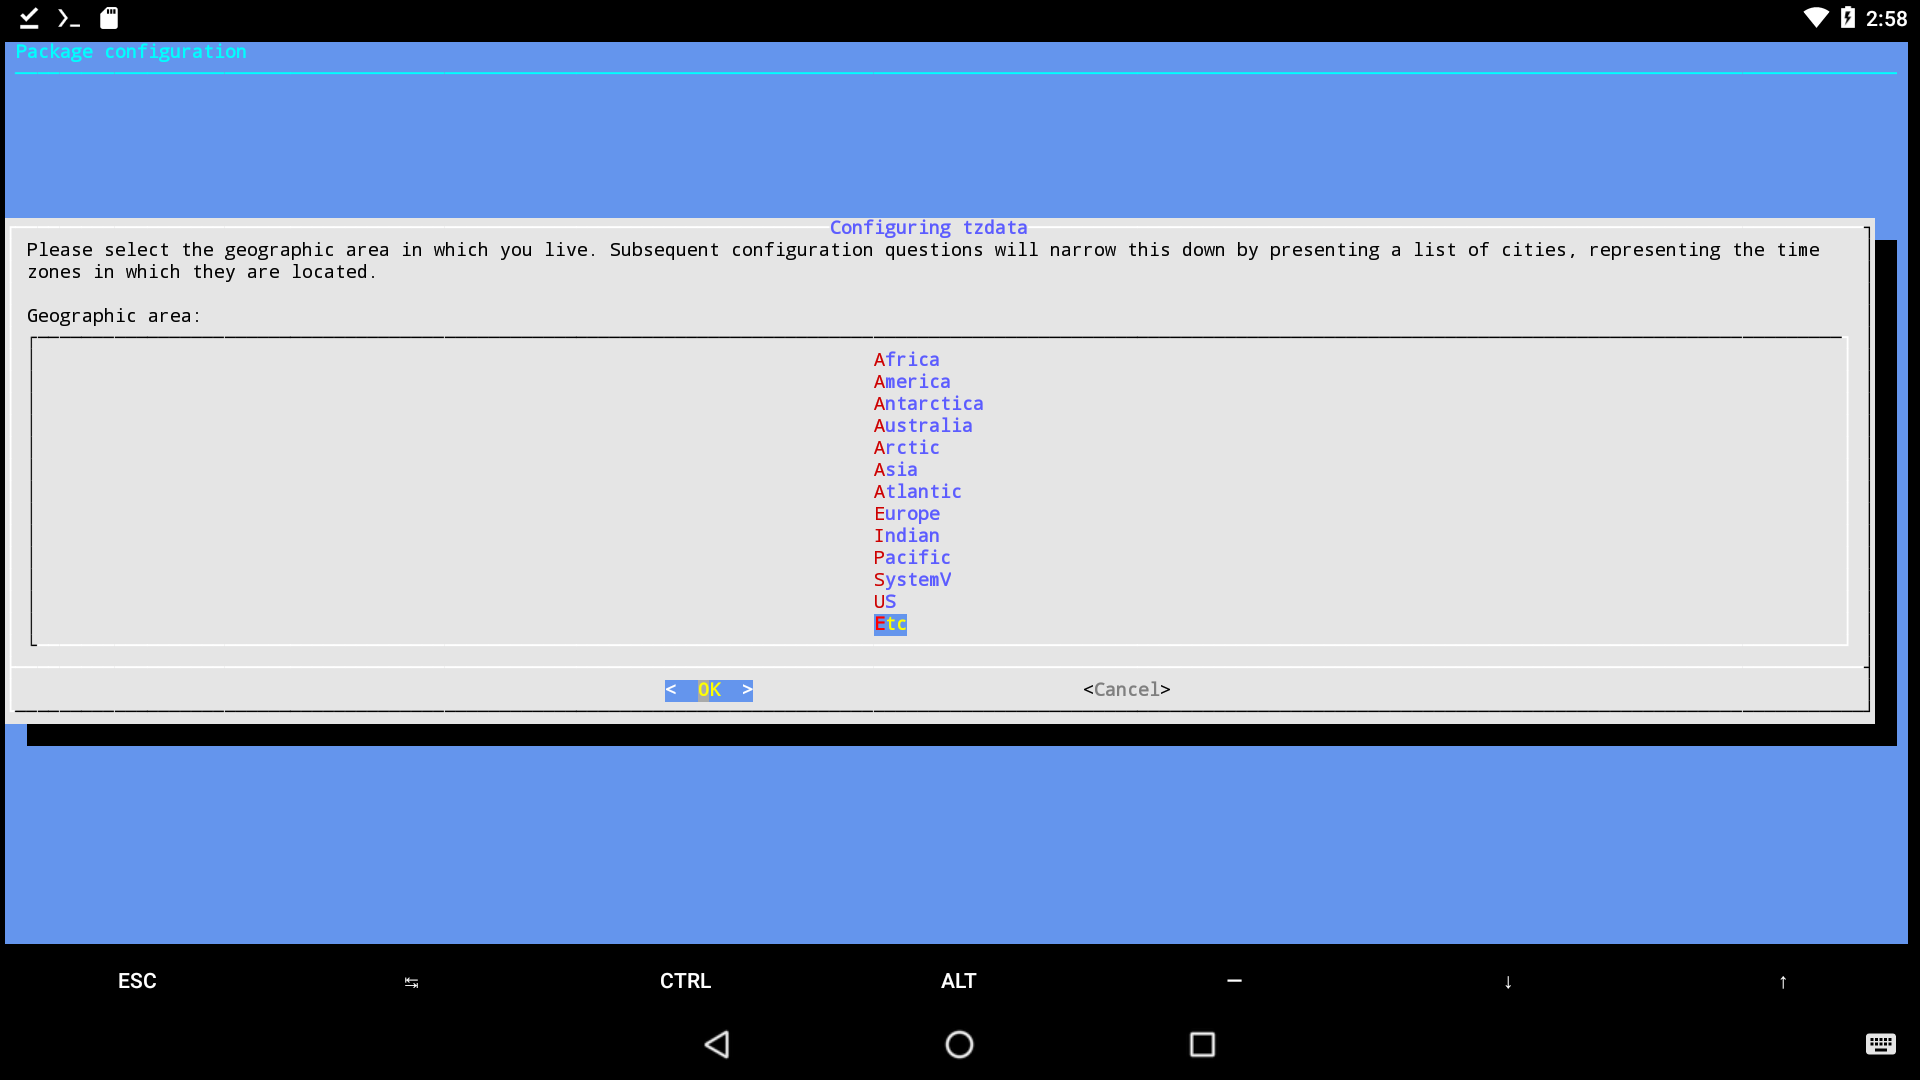 2:58
Package configuration
Configuring tzdata
Please select the geographic area in which you live. Subsequent configuration questions will narrow this down by presenting a list of cities, representing the time
zones in which they are located.
Geographic area:
Africa
America
Antarctica
Australia
Arctic
Asia
Atlantic
Europe
Indian
Pacific
SystemV
US
Etc
< OK > <Cancel>
ESC ↹ CTRL ALT — ↓ ↑